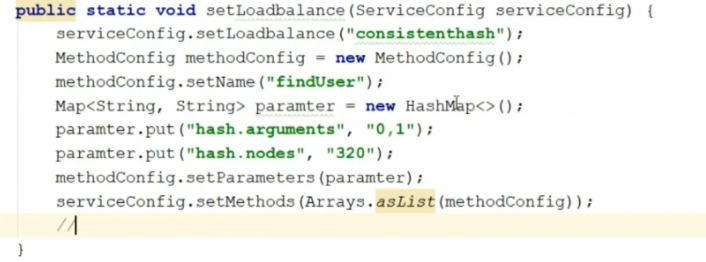 public static void setLoadbalance(ServiceConfig serviceConfig) {
serviceConfig.setLoadbalance("consistenthash");
MethodConfig methodConfig = new MethodConfig();
methodConfig.setName("findUser");
Map<String, String> paramter = new HashMap<>();
paramter.put("hash.arguments", "0,1");
paramter.put("hash.nodes", "320");
methodConfig.setParameters(paramter);
serviceConfig.setMethods(Arrays.asList(methodConfig));
//
}